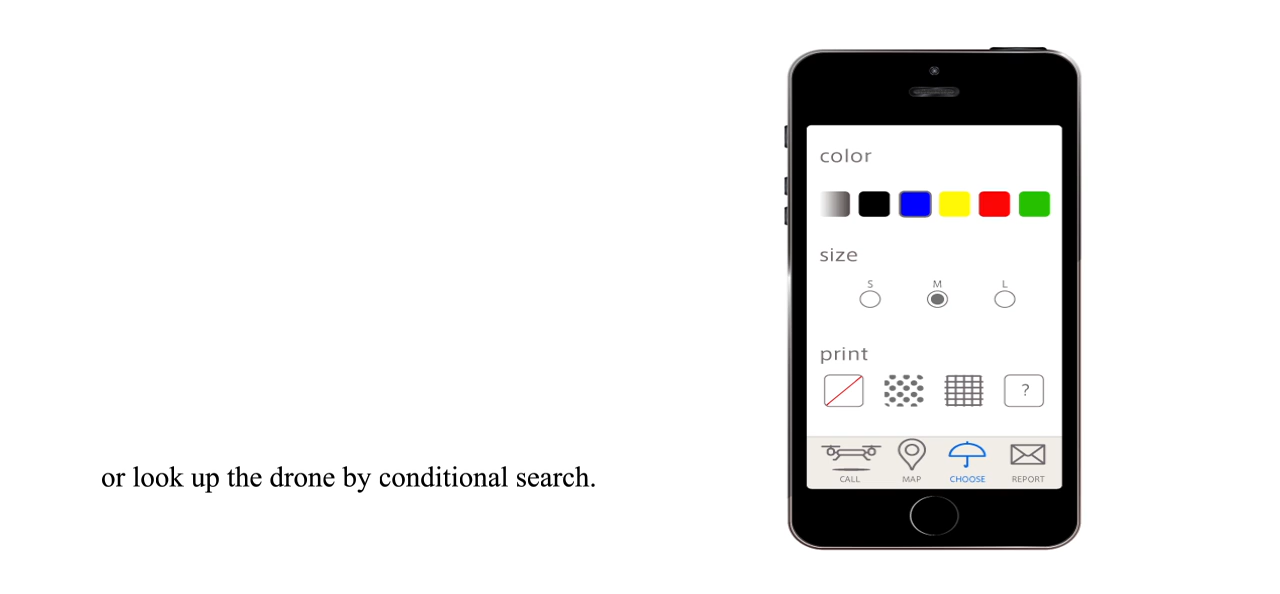 color
size
S M L
print
?
CALL MAP CHOOSE REPORT
or look up the drone by conditional search.